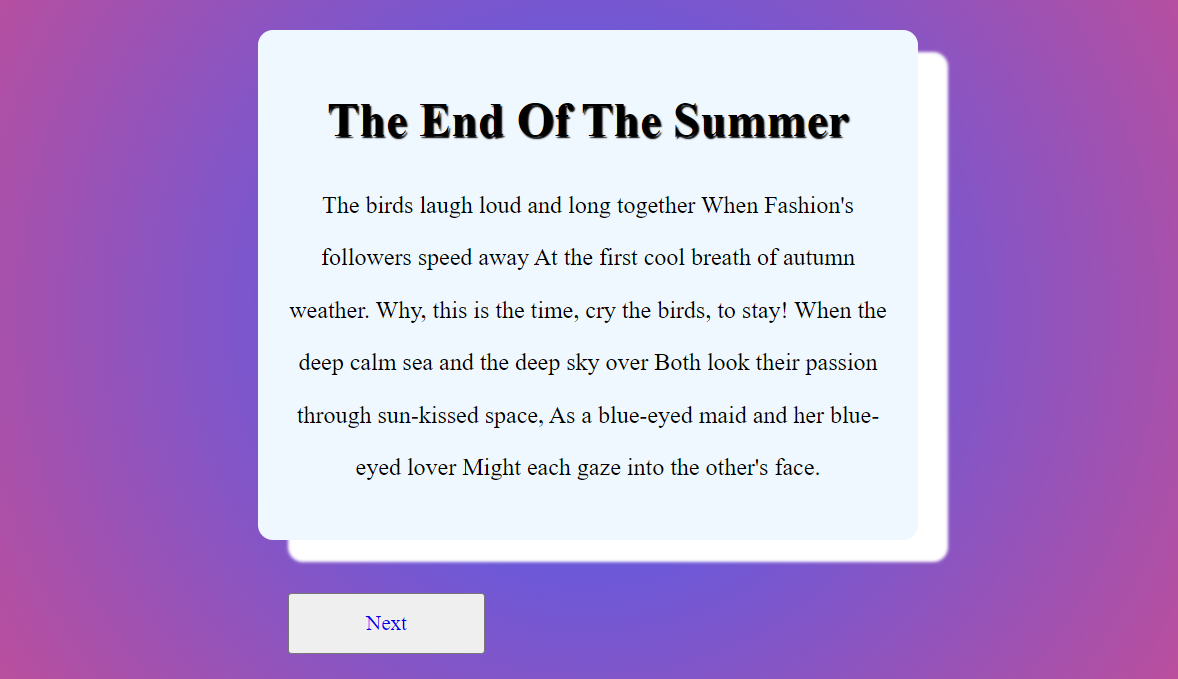 The End Of The Summer
The birds laugh loud and long together When Fashion's
followers speed away At the first cool breath of autumn
weather. Why, this is the time, cry the birds, to stay! When the
deep calm sea and the deep sky over Both look their passion
through sun-kissed space, As a blue-eyed maid and her blue-
eyed lover Might each gaze into the other's face.
Next